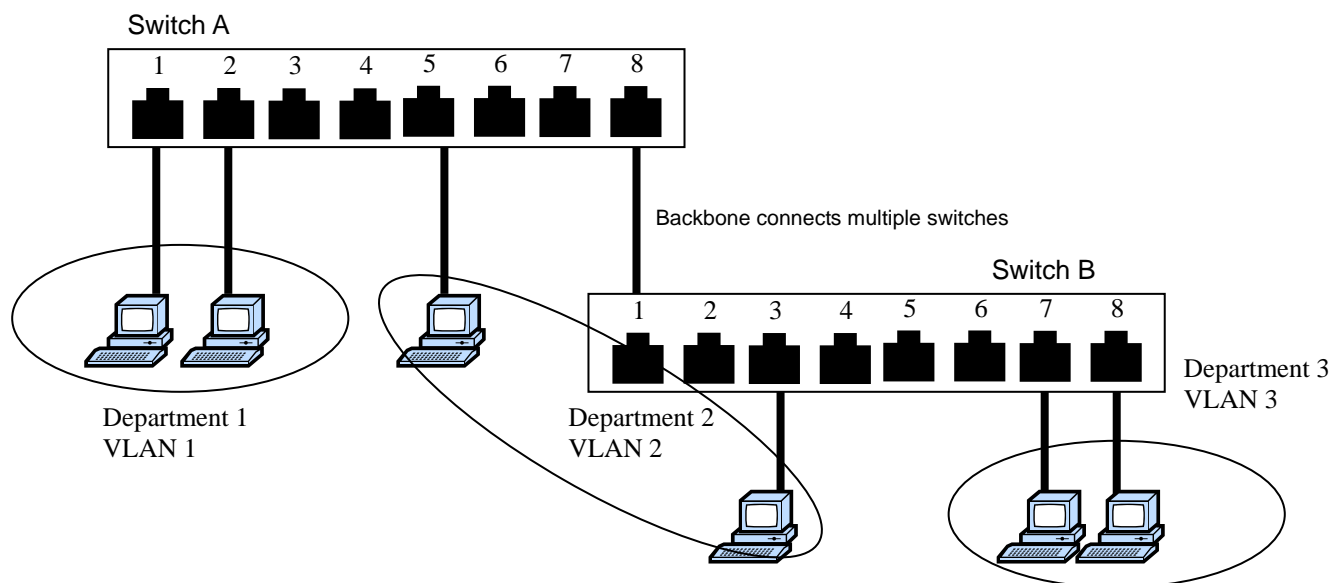 Switch A
1 2 3 4 5 6 7 8
Backbone connects multiple switches
Switch B
1 2 3 4 5 6 7 8
Department 1
VLAN 1
Department 2
VLAN 2
Department 3
VLAN 3